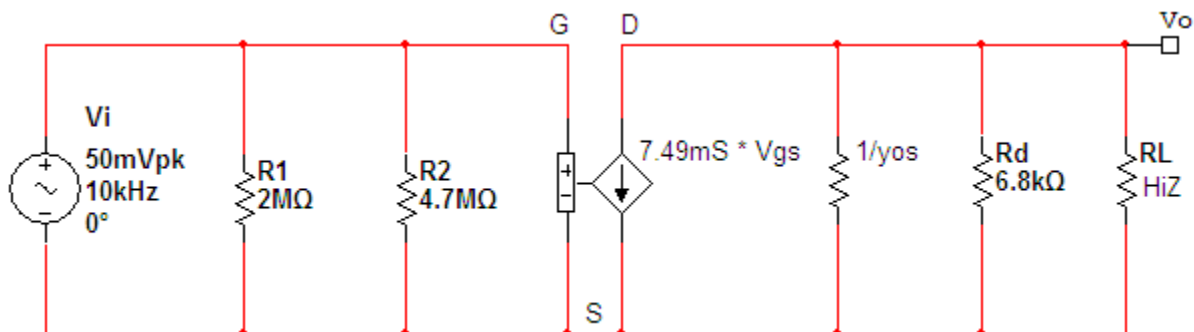 G
D
Vo
Vi
50mVpk
10kHz
0°
R1
2MΩ
R2
4.7MΩ
7.49mS * Vgs
1/yos
Rd
6.8kΩ
RL
HiZ
S